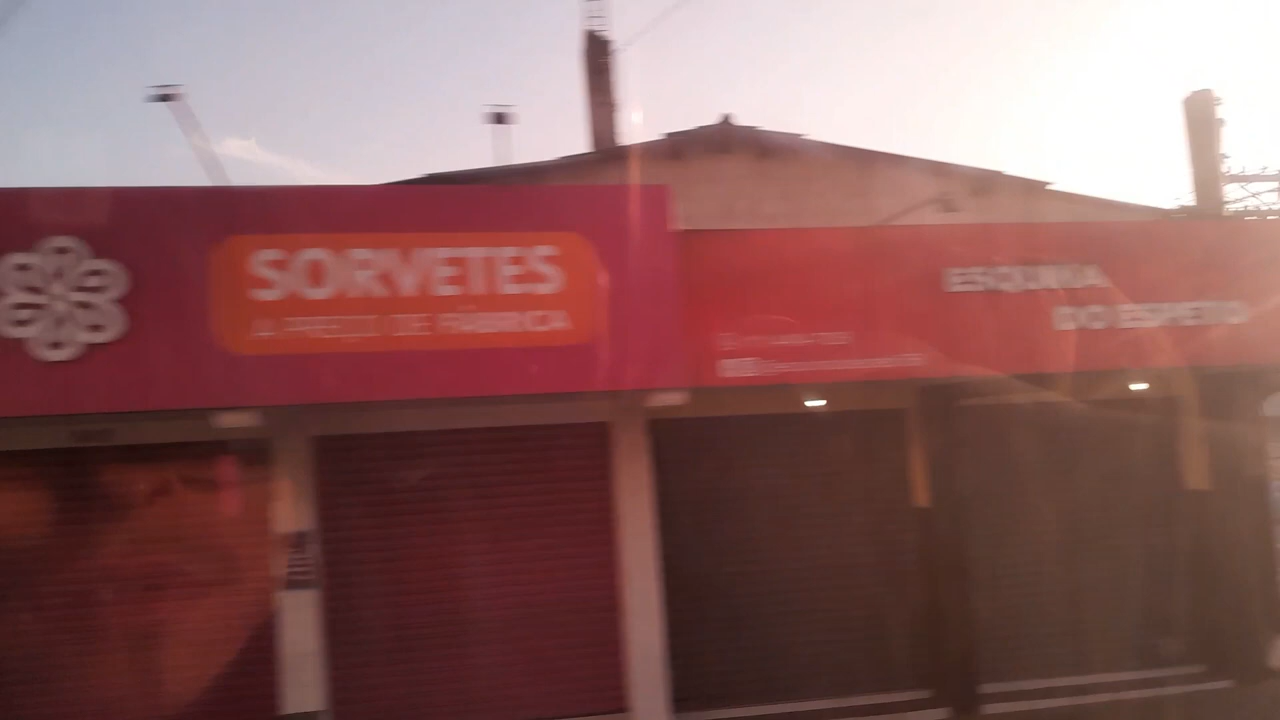 SORVETES
A PREÇO DE FÁBRICA
ESQUINA
DO ESPETO